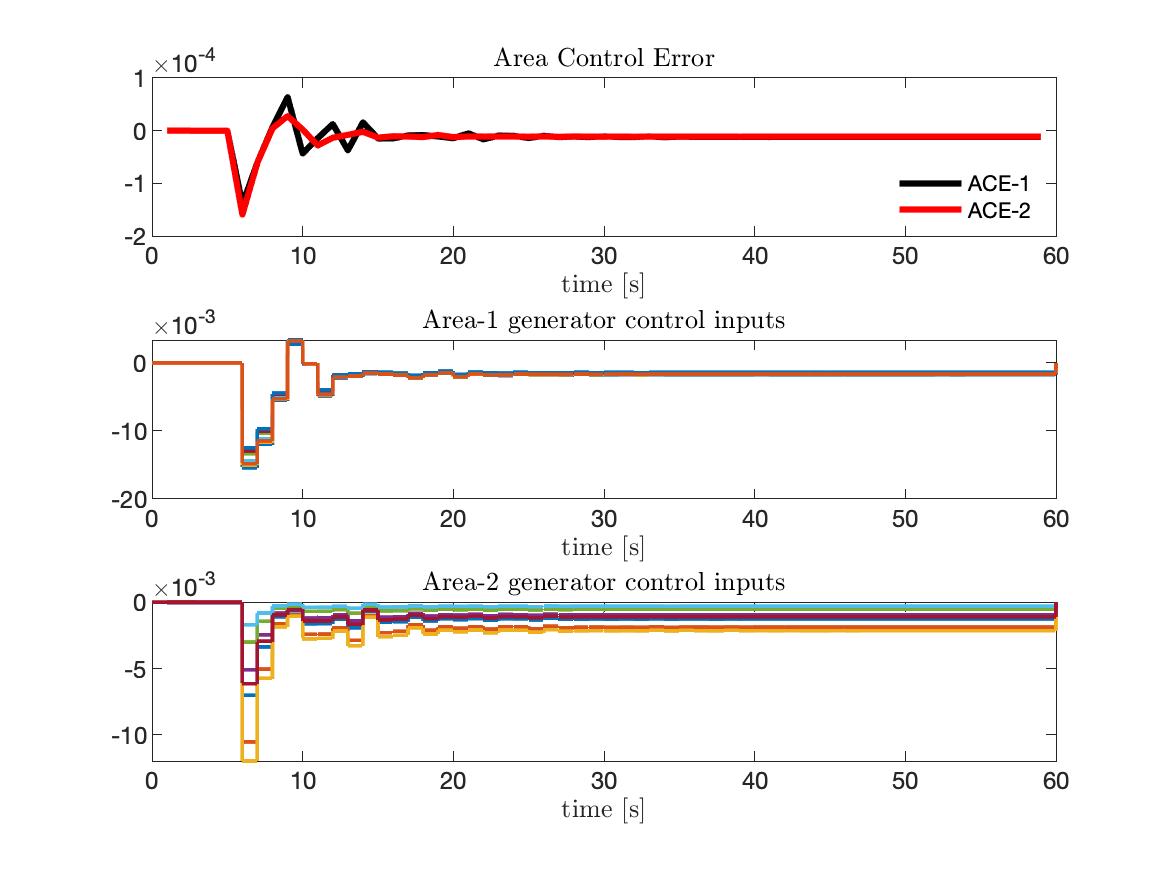 Area Control Error
×10-4
1
0
-1
-2
ACE-1
ACE-2
0 10 20 30 40 50 60
time [s]
Area-1 generator control inputs
×10-3
0
-10
-20
0 10 20 30 40 50 60
time [s]
Area-2 generator control inputs
×10-3
0
-5
-10
0 10 20 30 40 50 60
time [s]